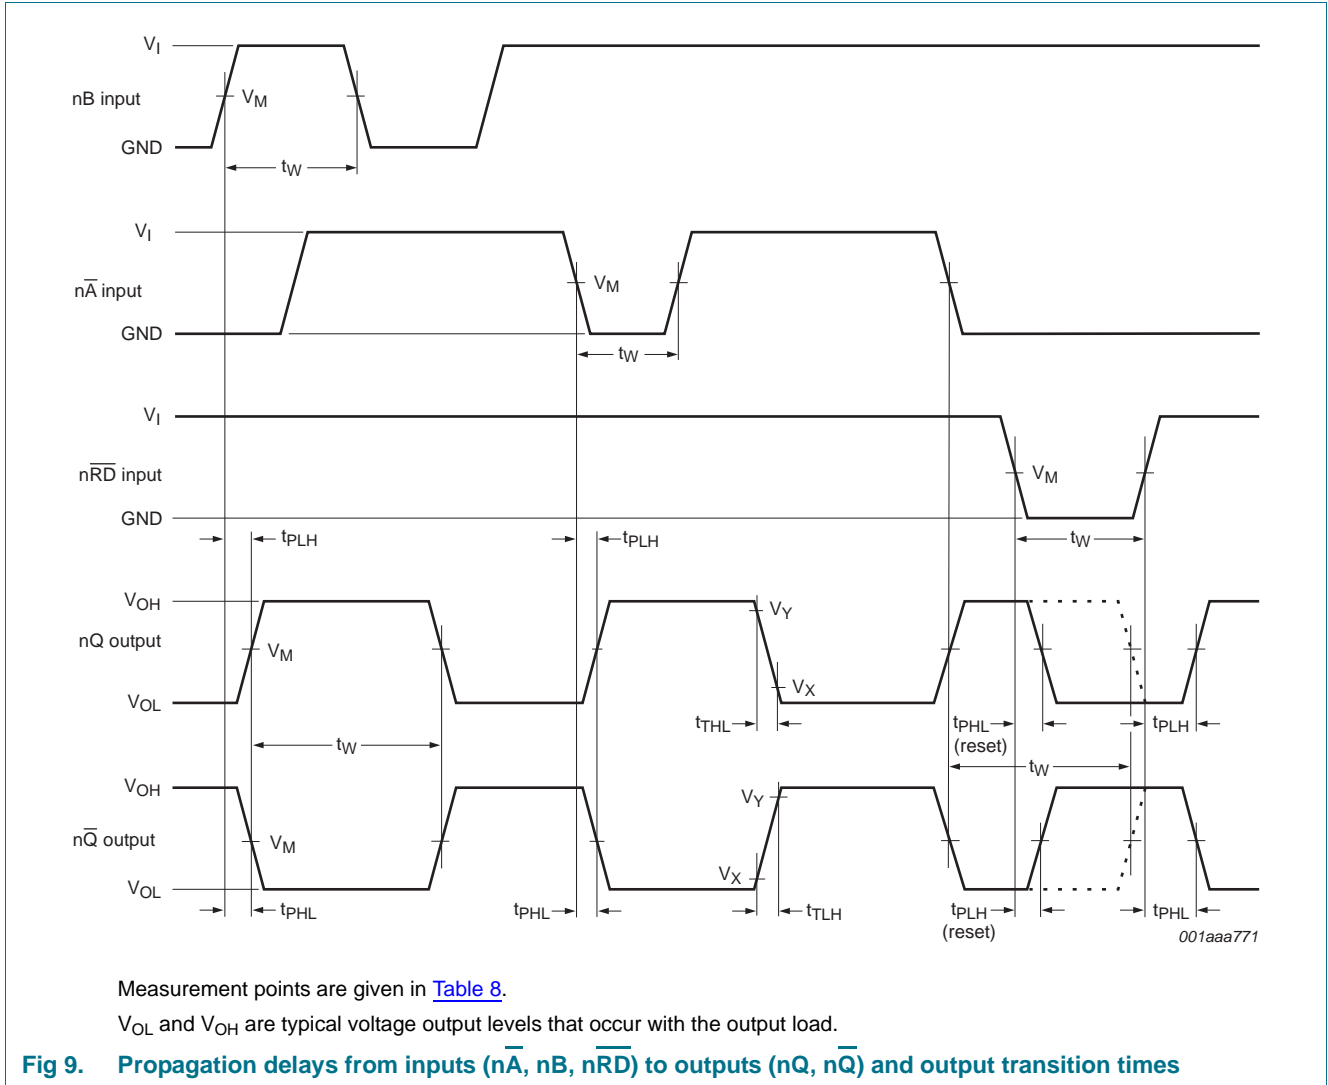 VI
nB input
VM
GND
tW
VI
nA̅ input
VM
GND
tW
VI
nR̅D̅ input
VM
GND
tW
tPLH
tPLH
VOH
VY
nQ output
VM
VX
VOL
tTHL
tPHL
(reset)
tPLH
tW
tW
VOH
VY
nQ̅ output
VM
VX
VOL
tPHL
tPHL
tTLH
tPLH
(reset)
tPHL
001aaa771
Measurement points are given in Table 8.
VOL and VOH are typical voltage output levels that occur with the output load.
Fig 9. Propagation delays from inputs (nA̅, nB, nR̅D̅) to outputs (nQ, nQ̅) and output transition times